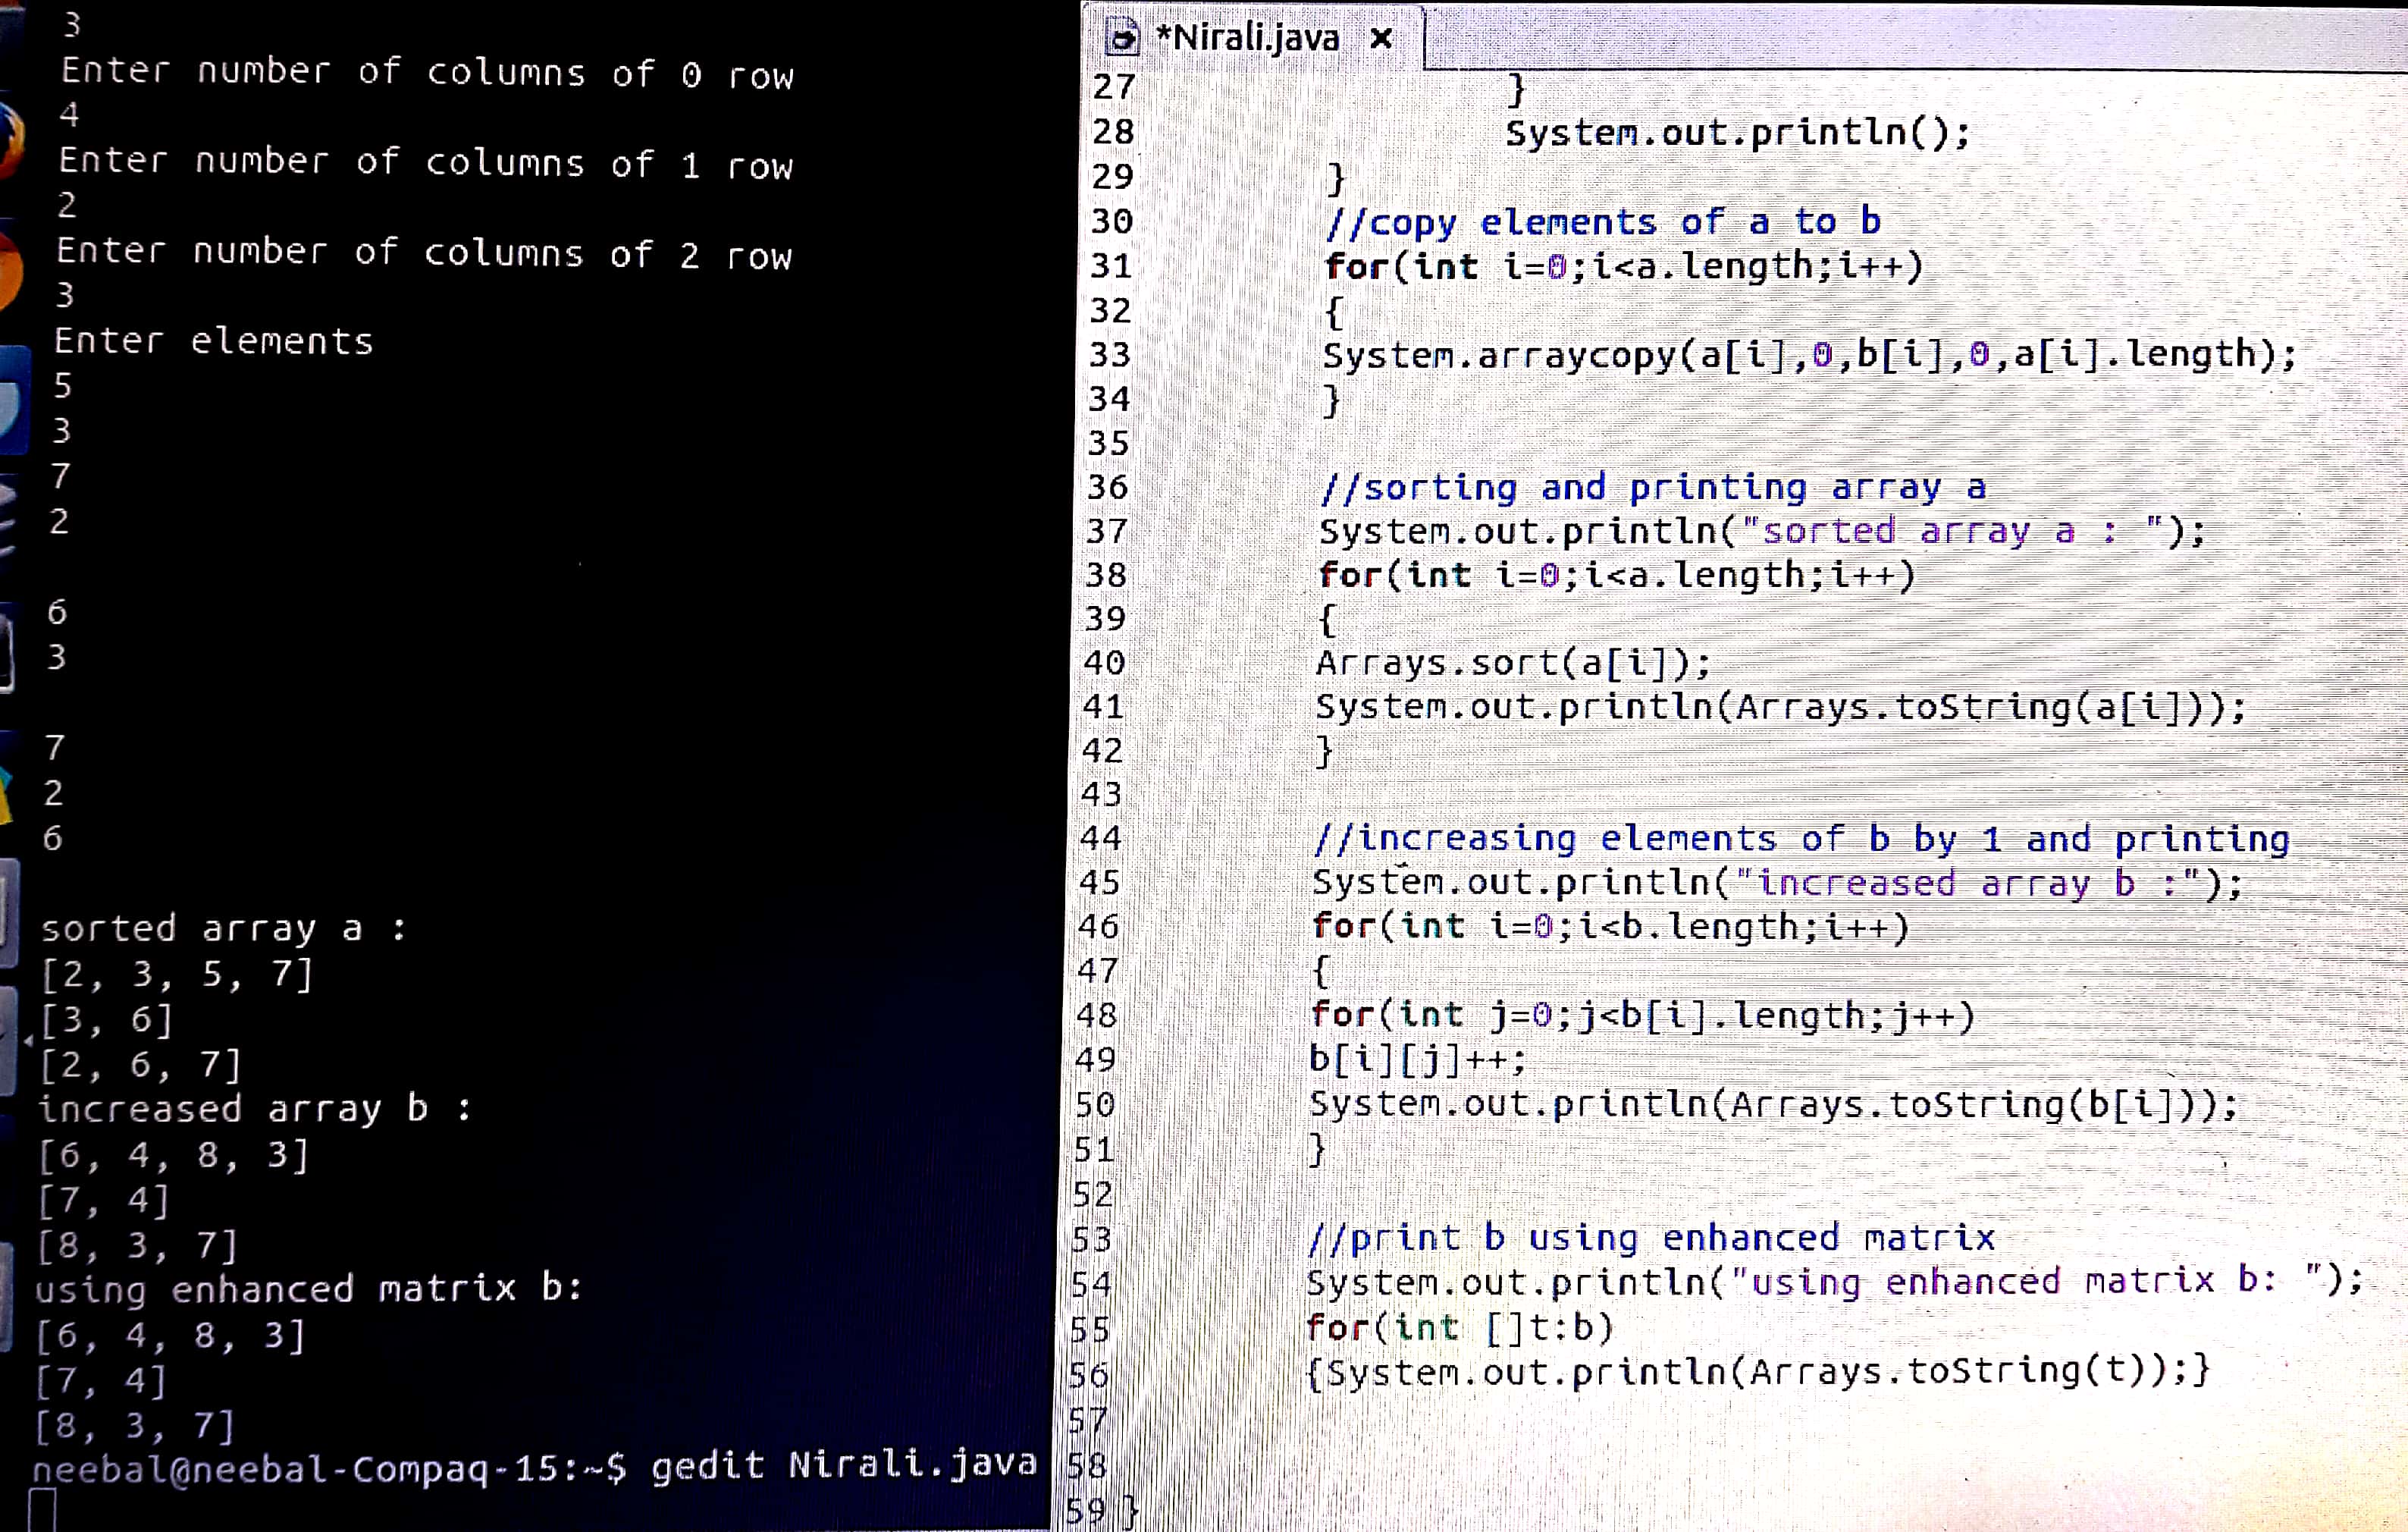 3
Enter number of columns of 0 row
4
Enter number of columns of 1 row
2
Enter number of columns of 2 row
3
Enter elements
5
3
7
2
6
3
7
2
6
sorted array a :
[2, 3, 5, 7]
[3, 6]
[2, 6, 7]
increased array b :
[6, 4, 8, 3]
[7, 4]
[8, 3, 7]
using enhanced matrix b:
[6, 4, 8, 3]
[7, 4]
[8, 3, 7]
neebal@neebal-Compaq-15:~$ gedit Nirali.java
*Nirali.java x
27 }
28 System.out.println();
29 }
30 //copy elements of a to b
31 for(int i=0;i<a.length;i++)
32 {
33 System.arraycopy(a[i],0,b[i],0,a[i].length);
34 }
35
36 //sorting and printing array a
37 System.out.println("sorted array a : ");
38 for(int i=0;i<a.length;i++)
39 {
40 Arrays.sort(a[i]);
41 System.out.println(Arrays.toString(a[i]));
42 }
43
44 //increasing elements of b by 1 and printing
45 System.out.println("increased array b :");
46 for(int i=0;i<b.length;i++)
47 {
48 for(int j=0;j<b[i].length;j++)
49 b[i][j]++;
50 System.out.println(Arrays.toString(b[i]));
51 }
52
53 //print b using enhanced matrix
54 System.out.println("using enhanced matrix b: ");
55 for(int []t:b)
56 {System.out.println(Arrays.toString(t));}
57
58
59 }